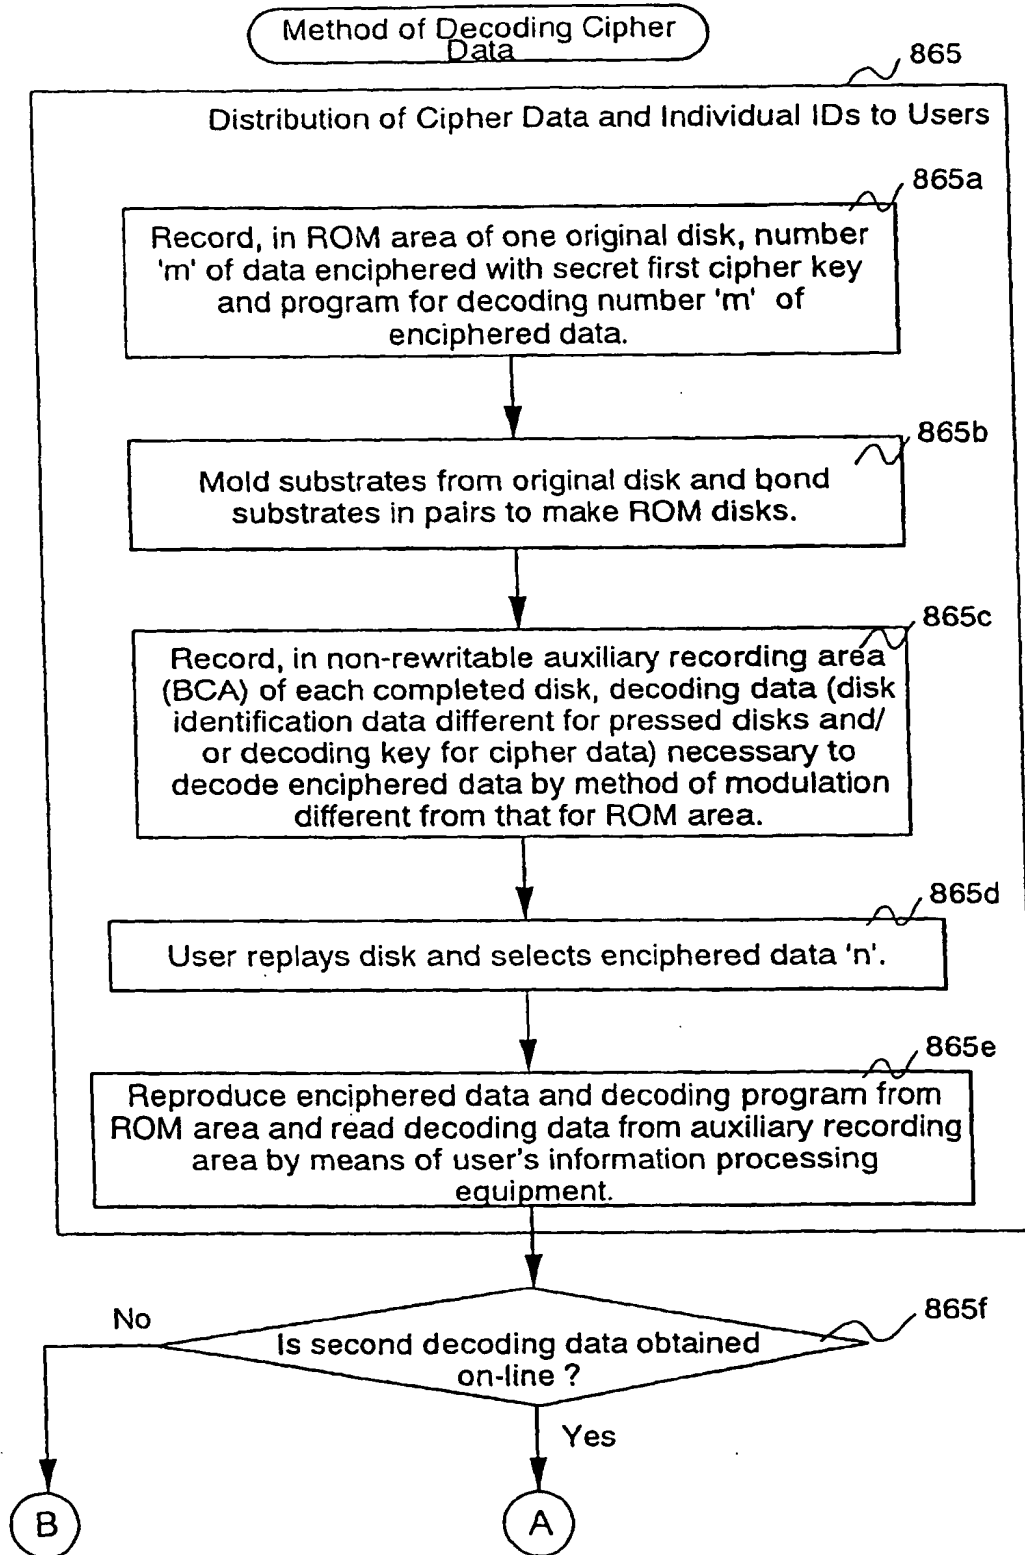 Method of Decoding Cipher
Data
865
Distribution of Cipher Data and Individual IDs to Users
865a
Record, in ROM area of one original disk, number
'm' of data enciphered with secret first cipher key
and program for decoding number 'm' of
enciphered data.
865b
Mold substrates from original disk and bond
substrates in pairs to make ROM disks.
865c
Record, in non-rewritable auxiliary recording area
(BCA) of each completed disk, decoding data (disk
identification data different for pressed disks and/
or decoding key for cipher data) necessary to
decode enciphered data by method of modulation
different from that for ROM area.
865d
User replays disk and selects enciphered data 'n'.
865e
Reproduce enciphered data and decoding program from
ROM area and read decoding data from auxiliary recording
area by means of user's information processing
equipment.
865f
No
Is second decoding data obtained
on-line ?
Yes
B
A